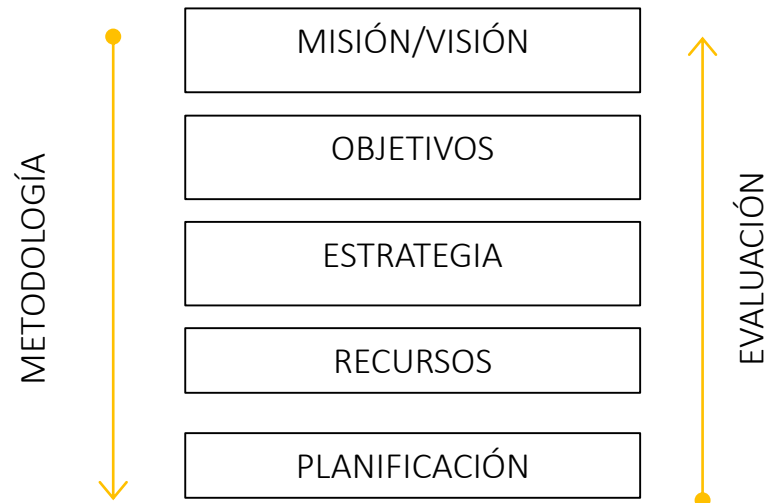 MISIÓN/VISIÓN
OBJETIVOS
ESTRATEGIA
RECURSOS
PLANIFICACIÓN
METODOLOGÍA
EVALUACIÓN